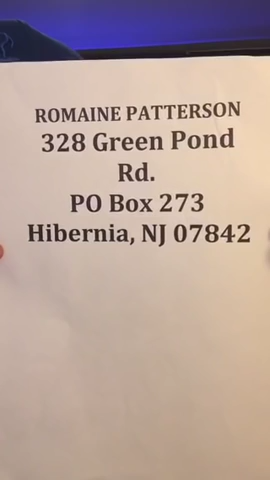 ROMAINE PATTERSON
328 Green Pond
Rd.
PO Box 273
Hibernia, NJ 07842